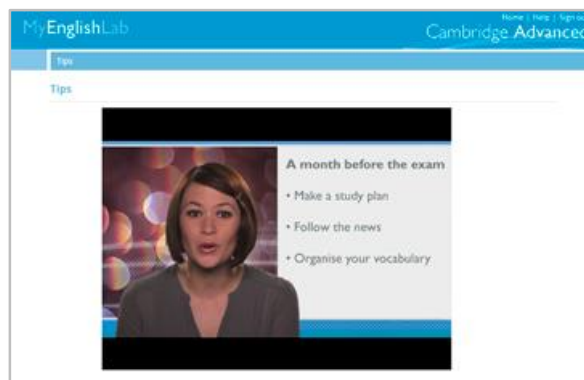 Home | Help | Sign out
MyEnglishLab
Cambridge Advanced
Tips
Tips
A month before the exam
• Make a study plan
• Follow the news
• Organise your vocabulary